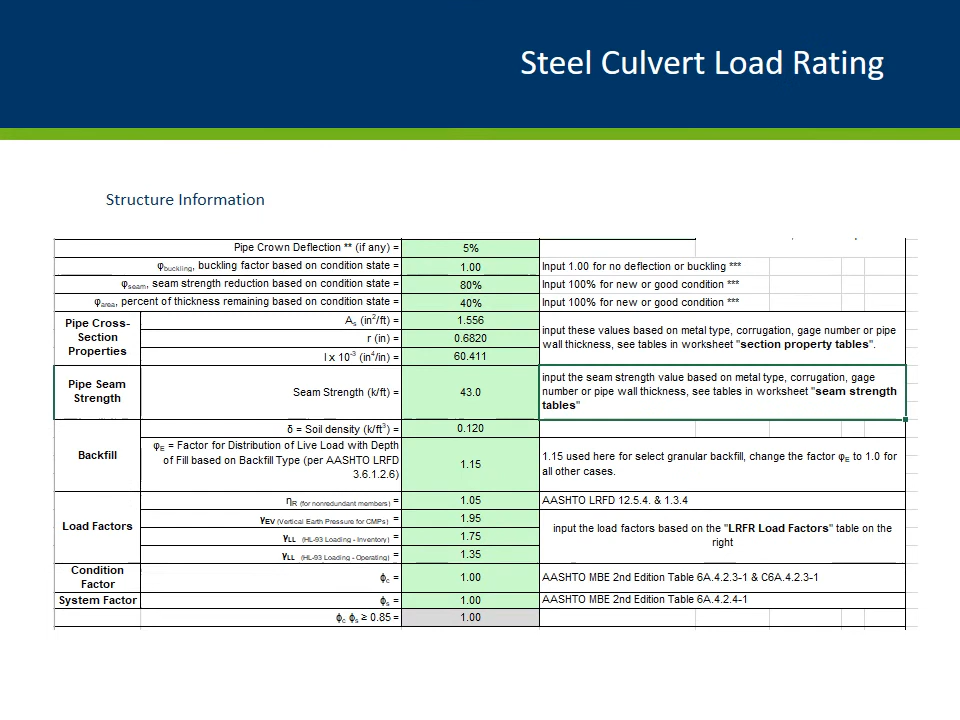 Steel Culvert Load Rating
Structure Information
Pipe Crown Deflection ** (if any) = 5%
φbuckling, buckling factor based on condition state = 1.00 Input 1.00 for no deflection or buckling ***
φseam, seam strength reduction based on condition state = 80% Input 100% for new or good condition ***
φarea, percent of thickness remaining based on condition state = 40% Input 100% for new or good condition ***
Pipe Cross-
Section
Properties
As (in²/ft) = 1.556
r (in) = 0.6820
I x 10⁻³ (in⁴/in) = 60.411
input these values based on metal type, corrugation, gage number or pipe
wall thickness, see tables in worksheet "section property tables".
Pipe Seam
Strength
Seam Strength (k/ft) = 43.0
input the seam strength value based on metal type, corrugation, gage
number or pipe wall thickness, see tables in worksheet "seam strength
tables"
Backfill
δ = Soil density (k/ft³) = 0.120
φE = Factor for Distribution of Live Load with Depth
of Fill based on Backfill Type (per AASHTO LRFD
3.6.1.2.6)
1.15
1.15 used here for select granular backfill, change the factor φE to 1.0 for
all other cases.
Load Factors
ηR (for nonredundant members) = 1.05 AASHTO LRFD 12.5.4. & 1.3.4
γEV (Vertical Earth Pressure for CMPs) = 1.95
γLL (HL-93 Loading - Inventory) = 1.75
γLL (HL-93 Loading - Operating) = 1.35
input the load factors based on the "LRFR Load Factors" table on the
right
Condition
Factor
ϕc = 1.00 AASHTO MBE 2nd Edition Table 6A.4.2.3-1 & C6A.4.2.3-1
System Factor ϕs = 1.00 AASHTO MBE 2nd Edition Table 6A.4.2.4-1
ϕc ϕs ≥ 0.85 = 1.00